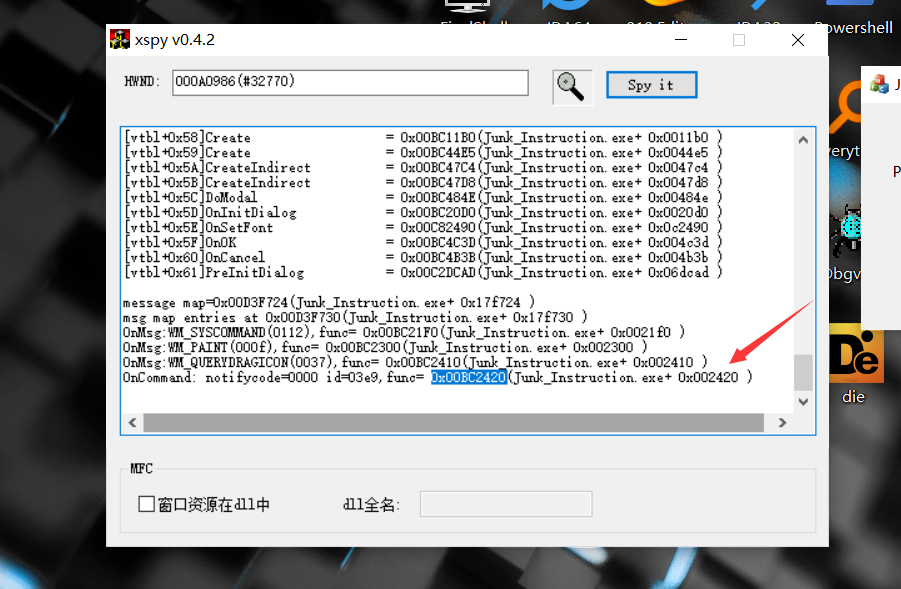 Powershell
xspy v0.4.2
HWND:
000A0986(#32770)
Spy it
[vtbl+0x58]Create = 0x00BC11B0(Junk_Instruction.exe+ 0x0011b0 )
[vtbl+0x59]Create = 0x00BC44E5(Junk_Instruction.exe+ 0x0044e5 )
[vtbl+0x5A]CreateIndirect = 0x00BC47C4(Junk_Instruction.exe+ 0x0047c4 )
[vtbl+0x5B]CreateIndirect = 0x00BC47D8(Junk_Instruction.exe+ 0x0047d8 )
[vtbl+0x5C]DoModal = 0x00BC484E(Junk_Instruction.exe+ 0x00484e )
[vtbl+0x5D]OnInitDialog = 0x00BC20D0(Junk_Instruction.exe+ 0x0020d0 )
[vtbl+0x5E]OnSetFont = 0x00C82490(Junk_Instruction.exe+ 0x0c2490 )
[vtbl+0x5F]OnOK = 0x00BC4C3D(Junk_Instruction.exe+ 0x004c3d )
[vtbl+0x60]OnCancel = 0x00BC4B3B(Junk_Instruction.exe+ 0x004b3b )
[vtbl+0x61]PreInitDialog = 0x00C2DCAD(Junk_Instruction.exe+ 0x06dcad )
message map=0x00D3F724(Junk_Instruction.exe+ 0x17f724 )
msg map entries at 0x00D3F730(Junk_Instruction.exe+ 0x17f730 )
OnMsg:WM_SYSCOMMAND(0112),func= 0x00BC21F0(Junk_Instruction.exe+ 0x0021f0 )
OnMsg:WM_PAINT(000f),func= 0x00BC2300(Junk_Instruction.exe+ 0x002300 )
OnMsg:WM_QUERYDRAGICON(0037),func= 0x00BC2410(Junk_Instruction.exe+ 0x002410 )
OnCommand: notifycode=0000 id=03e9,func= 0x00BC2420(Junk_Instruction.exe+ 0x002420 )
MFC
窗口资源在dll中
dll全名:
J
P
De
die